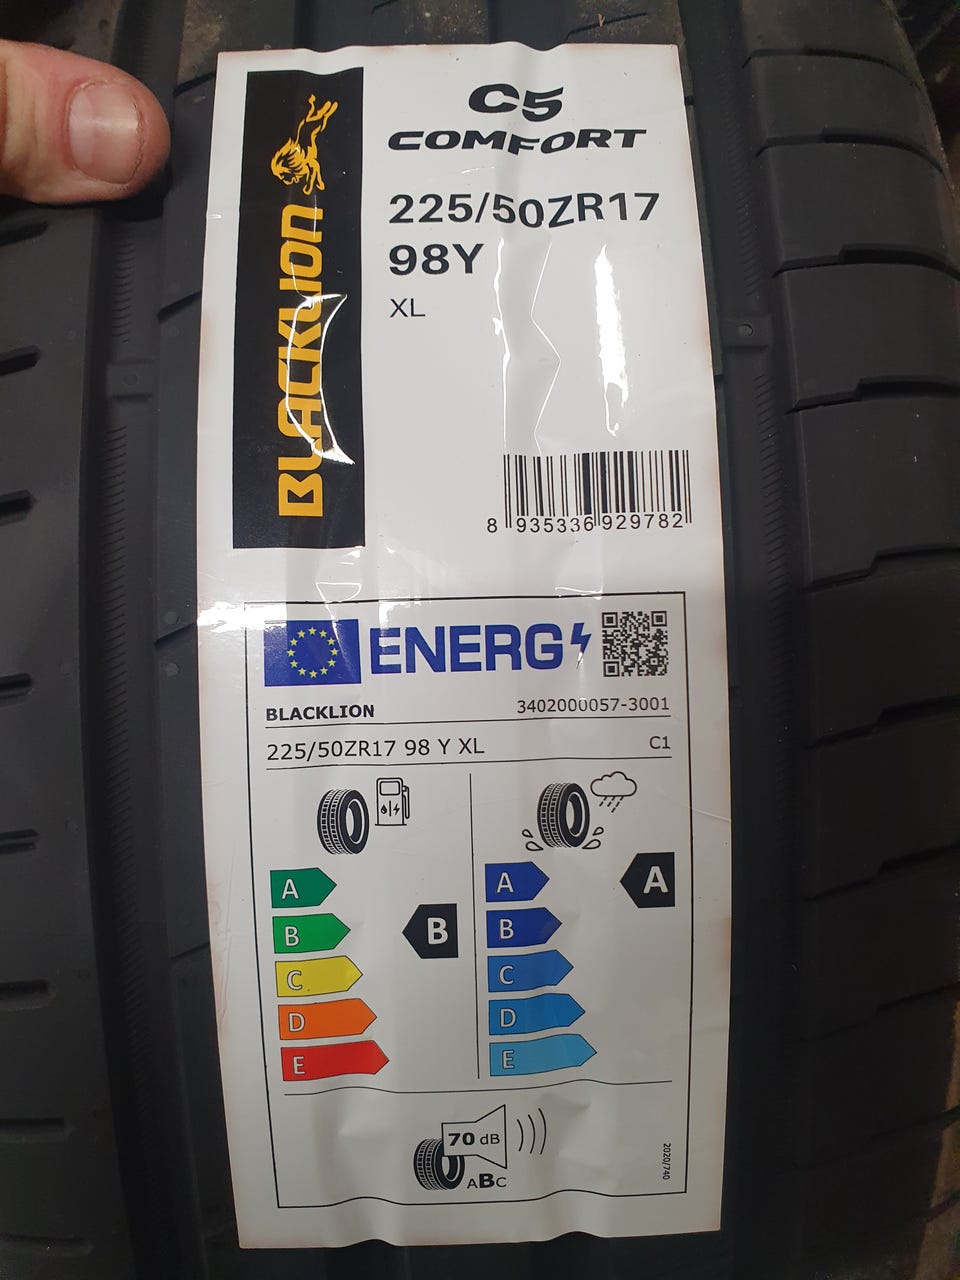 BLACKLION
C5
COMFORT
225/50ZR17
98Y
XL
8 935336 929782
ENERG
BLACKLION 3402000057-3001
225/50ZR17 98 Y XL C1
A
B
C
D
E
B
A
B
C
D
E
A
70 dB
ABC
2020/740